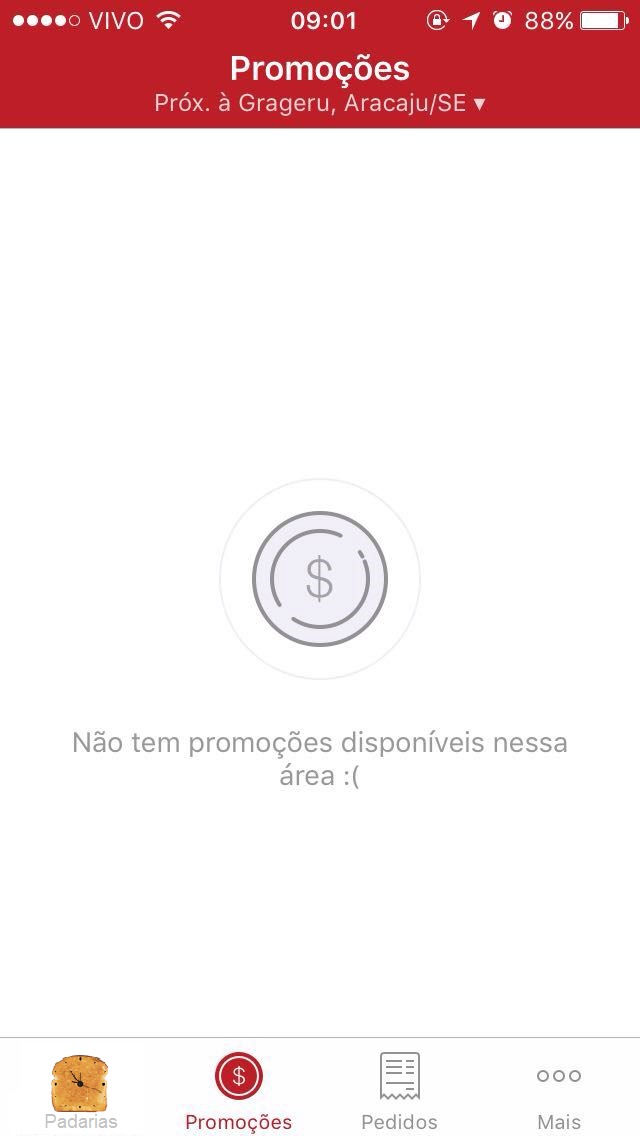 VIVO 09:01 88%
Promoções
Próx. à Grageru, Aracaju/SE ▾
$
Não tem promoções disponíveis nessa
área :(
$
Padarias Promoções Pedidos Mais